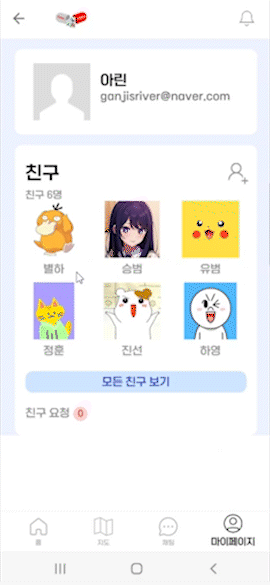 아린
ganjisriver@naver.com
친구
친구 6명
별하
승범
유범
정훈
진선
하영
모든 친구 보기
친구 요청 0
홈
지도
채팅
마이페이지